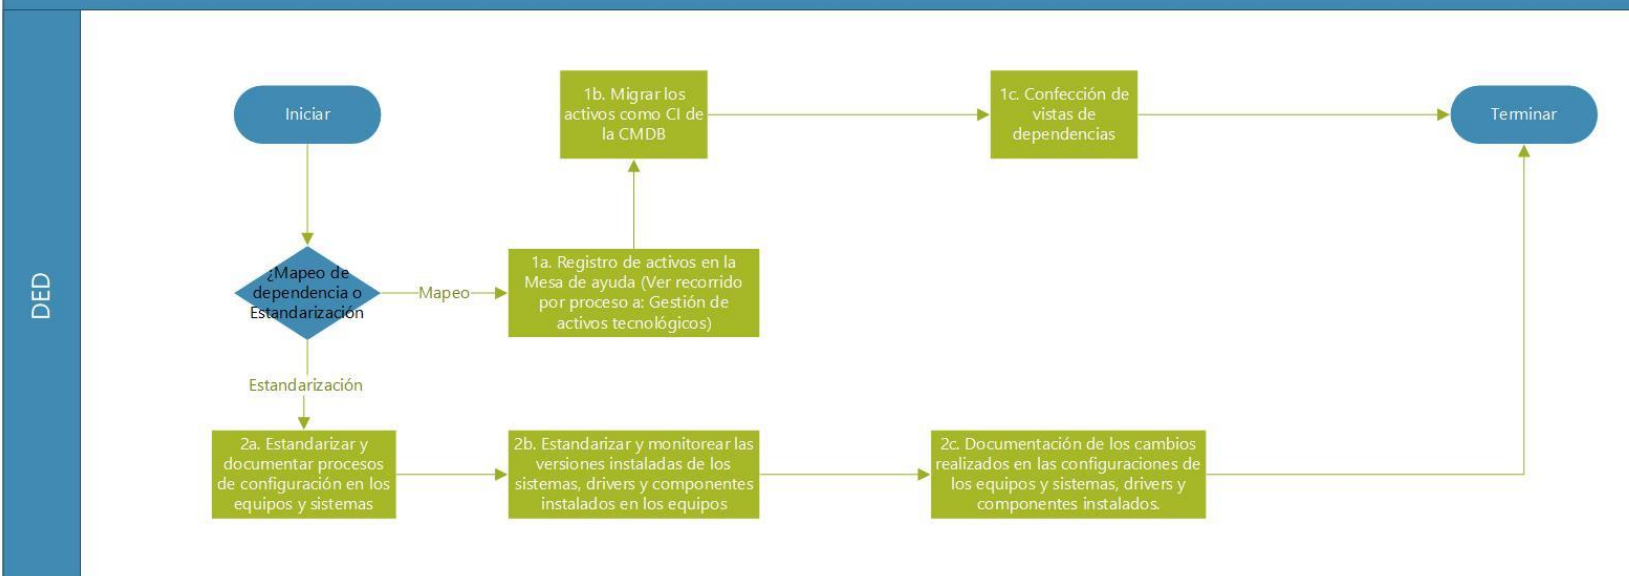 DED
Iniciar
¿Mapeo de
dependencia o
Estandarización
Mapeo
1a. Registro de activos en la
Mesa de ayuda (Ver recorrido
por proceso a: Gestión de
activos tecnológicos)
1b. Migrar los
activos como CI de
la CMDB
1c. Confección de
vistas de
dependencias
Terminar
Estandarización
2a. Estandarizar y
documentar procesos
de configuración en los
equipos y sistemas
2b. Estandarizar y monitorear las
versiones instaladas de los
sistemas, drivers y componentes
instalados en los equipos
2c. Documentación de los cambios
realizados en las configuraciones de
los equipos y sistemas, drivers y
componentes instalados.